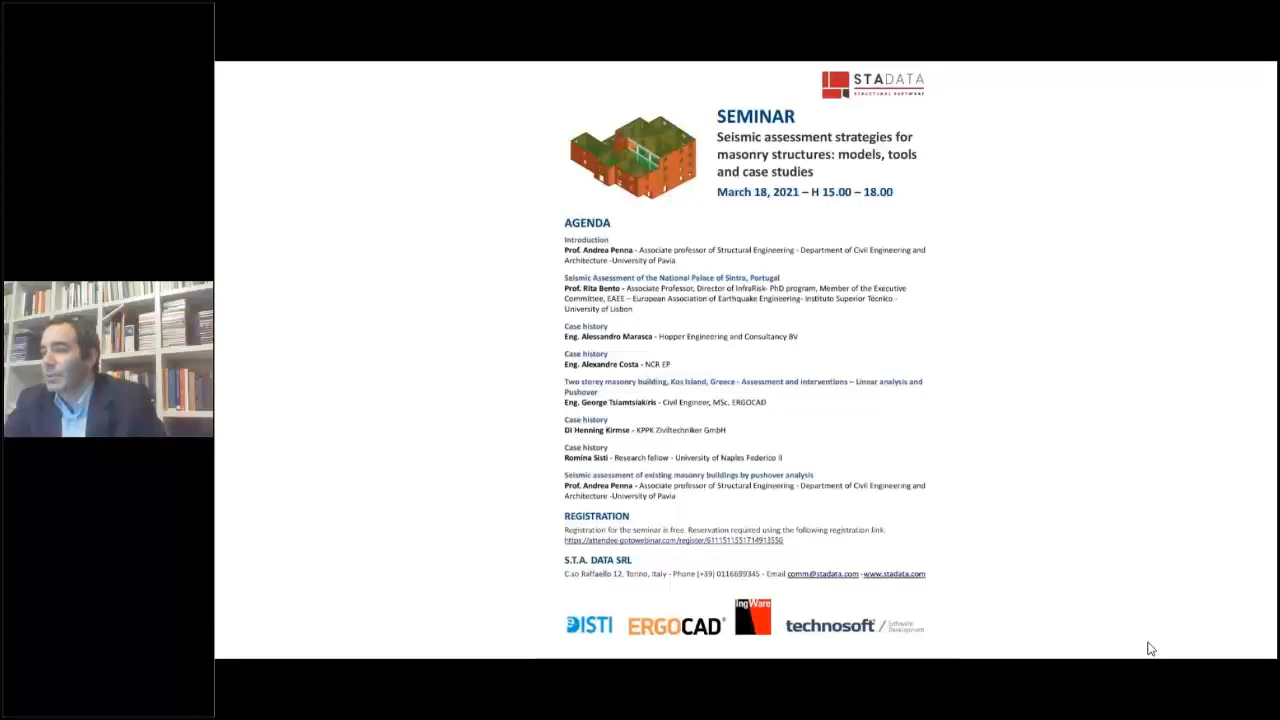 STADATA
STRUCTURAL SOFTWARE
SEMINAR
Seismic assessment strategies for
masonry structures: models, tools
and case studies
March 18, 2021 – H 15.00 – 18.00
AGENDA
Introduction
Prof. Andrea Penna - Associate professor of Structural Engineering - Department of Civil Engineering and
Architecture -University of Pavia
Seismic Assessment of the National Palace of Sintra, Portugal
Prof. Rita Bento - Associate Professor, Director of InfraRisk- PhD program, Member of the Executive
Committee, EAEE – European Association of Earthquake Engineering- Instituto Superior Técnico -
University of Lisbon
Case history
Eng. Alessandro Marasca - Hopper Engineering and Consultancy BV
Case history
Eng. Alexandre Costa - NCR EP
Two storey masonry building, Kos Island, Greece - Assessment and interventions – Linear analysis and
Pushover
Eng. George Tsiamtsiakiris - Civil Engineer, MSc, ERGOCAD
Case history
DI Henning Kirmse - KPPK Ziviltechniker GmbH
Case history
Romina Sisti - Research fellow - University of Naples Federico II
Seismic assessment of existing masonry buildings by pushover analysis
Prof. Andrea Penna - Associate professor of Structural Engineering - Department of Civil Engineering and
Architecture -University of Pavia
REGISTRATION
Registration for the seminar is free. Reservation required using the following registration link:
https://attendee.gotowebinar.com/register/6111511551714913550
S.T.A. DATA SRL
C.so Raffaello 12, Torino, Italy - Phone (+39) 0116699345 - Email comm@stadata.com -www.stadata.com
DISTI ERGOCAD® ingWare technosoft / Software
Development